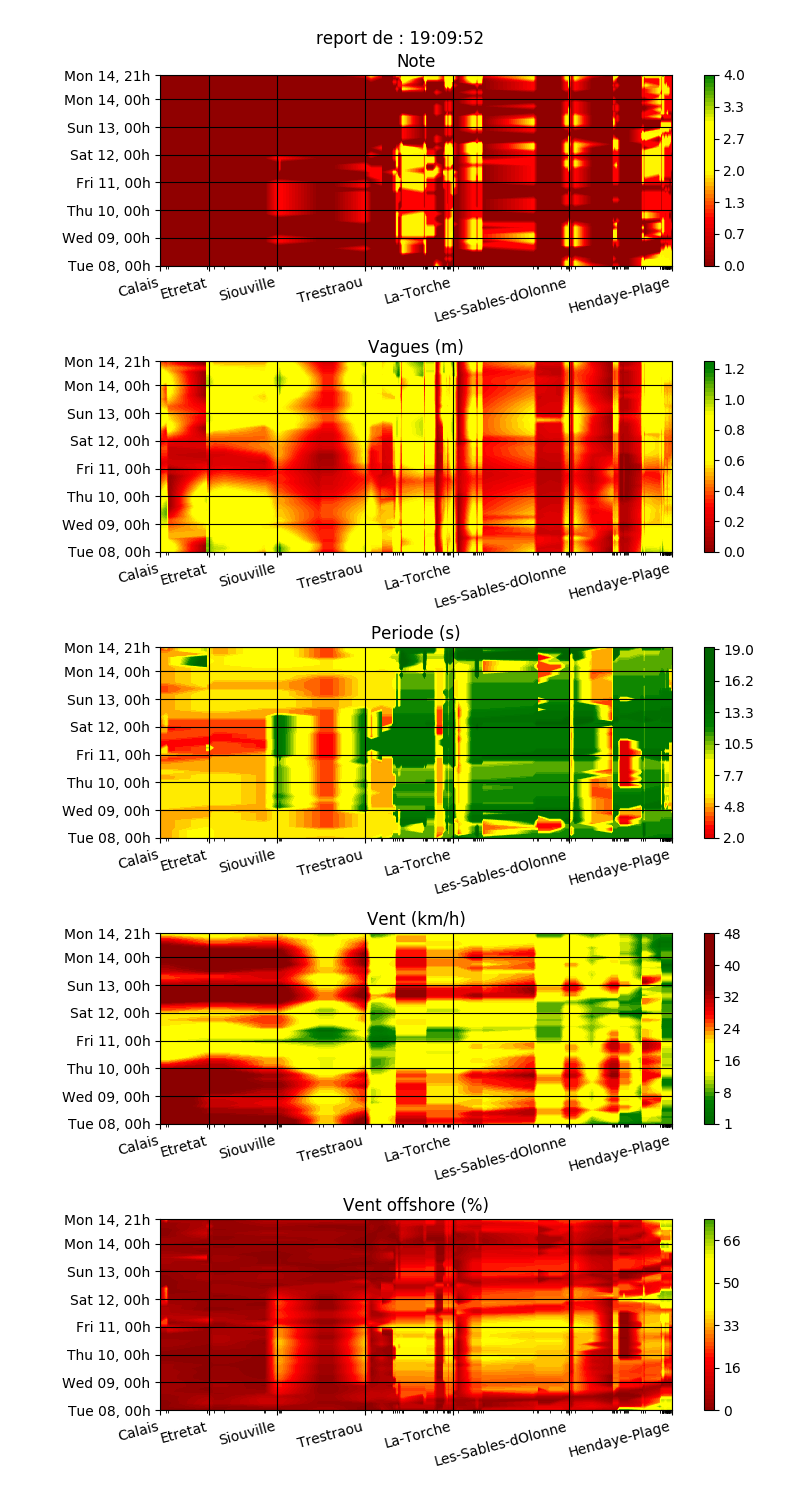 report de : 19:09:52
Note
Mon 14, 21h
Mon 14, 00h
Sun 13, 00h
Sat 12, 00h
Fri 11, 00h
Thu 10, 00h
Wed 09, 00h
Tue 08, 00h
Calais Etretat Siouville Trestraou La-Torche Les-Sables-dOlonne Hendaye-Plage
4.0
3.3
2.7
2.0
1.3
0.7
0.0
Vagues (m)
Mon 14, 21h
Mon 14, 00h
Sun 13, 00h
Sat 12, 00h
Fri 11, 00h
Thu 10, 00h
Wed 09, 00h
Tue 08, 00h
Calais Etretat Siouville Trestraou La-Torche Les-Sables-dOlonne Hendaye-Plage
1.2
1.0
0.8
0.6
0.4
0.2
0.0
Periode (s)
Mon 14, 21h
Mon 14, 00h
Sun 13, 00h
Sat 12, 00h
Fri 11, 00h
Thu 10, 00h
Wed 09, 00h
Tue 08, 00h
Calais Etretat Siouville Trestraou La-Torche Les-Sables-dOlonne Hendaye-Plage
19.0
16.2
13.3
10.5
7.7
4.8
2.0
Vent (km/h)
Mon 14, 21h
Mon 14, 00h
Sun 13, 00h
Sat 12, 00h
Fri 11, 00h
Thu 10, 00h
Wed 09, 00h
Tue 08, 00h
Calais Etretat Siouville Trestraou La-Torche Les-Sables-dOlonne Hendaye-Plage
48
40
32
24
16
8
1
Vent offshore (%)
Mon 14, 21h
Mon 14, 00h
Sun 13, 00h
Sat 12, 00h
Fri 11, 00h
Thu 10, 00h
Wed 09, 00h
Tue 08, 00h
Calais Etretat Siouville Trestraou La-Torche Les-Sables-dOlonne Hendaye-Plage
66
50
33
16
0